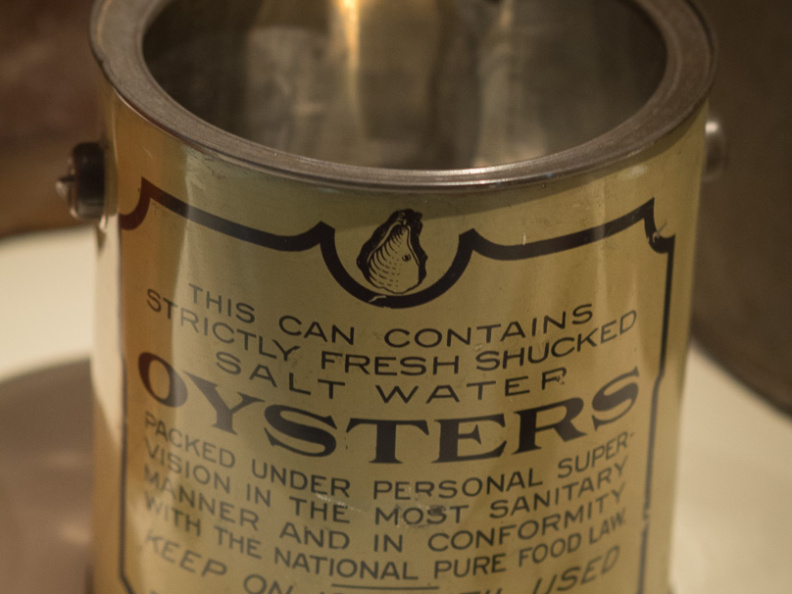 THIS CAN CONTAINS
STRICTLY FRESH SHUCKED
SALT WATER
OYSTERS
PACKED UNDER PERSONAL SUPER-
VISION IN THE MOST SANITARY
MANNER AND IN CONFORMITY
WITH THE NATIONAL PURE FOOD LAW.
KEEP ON USED